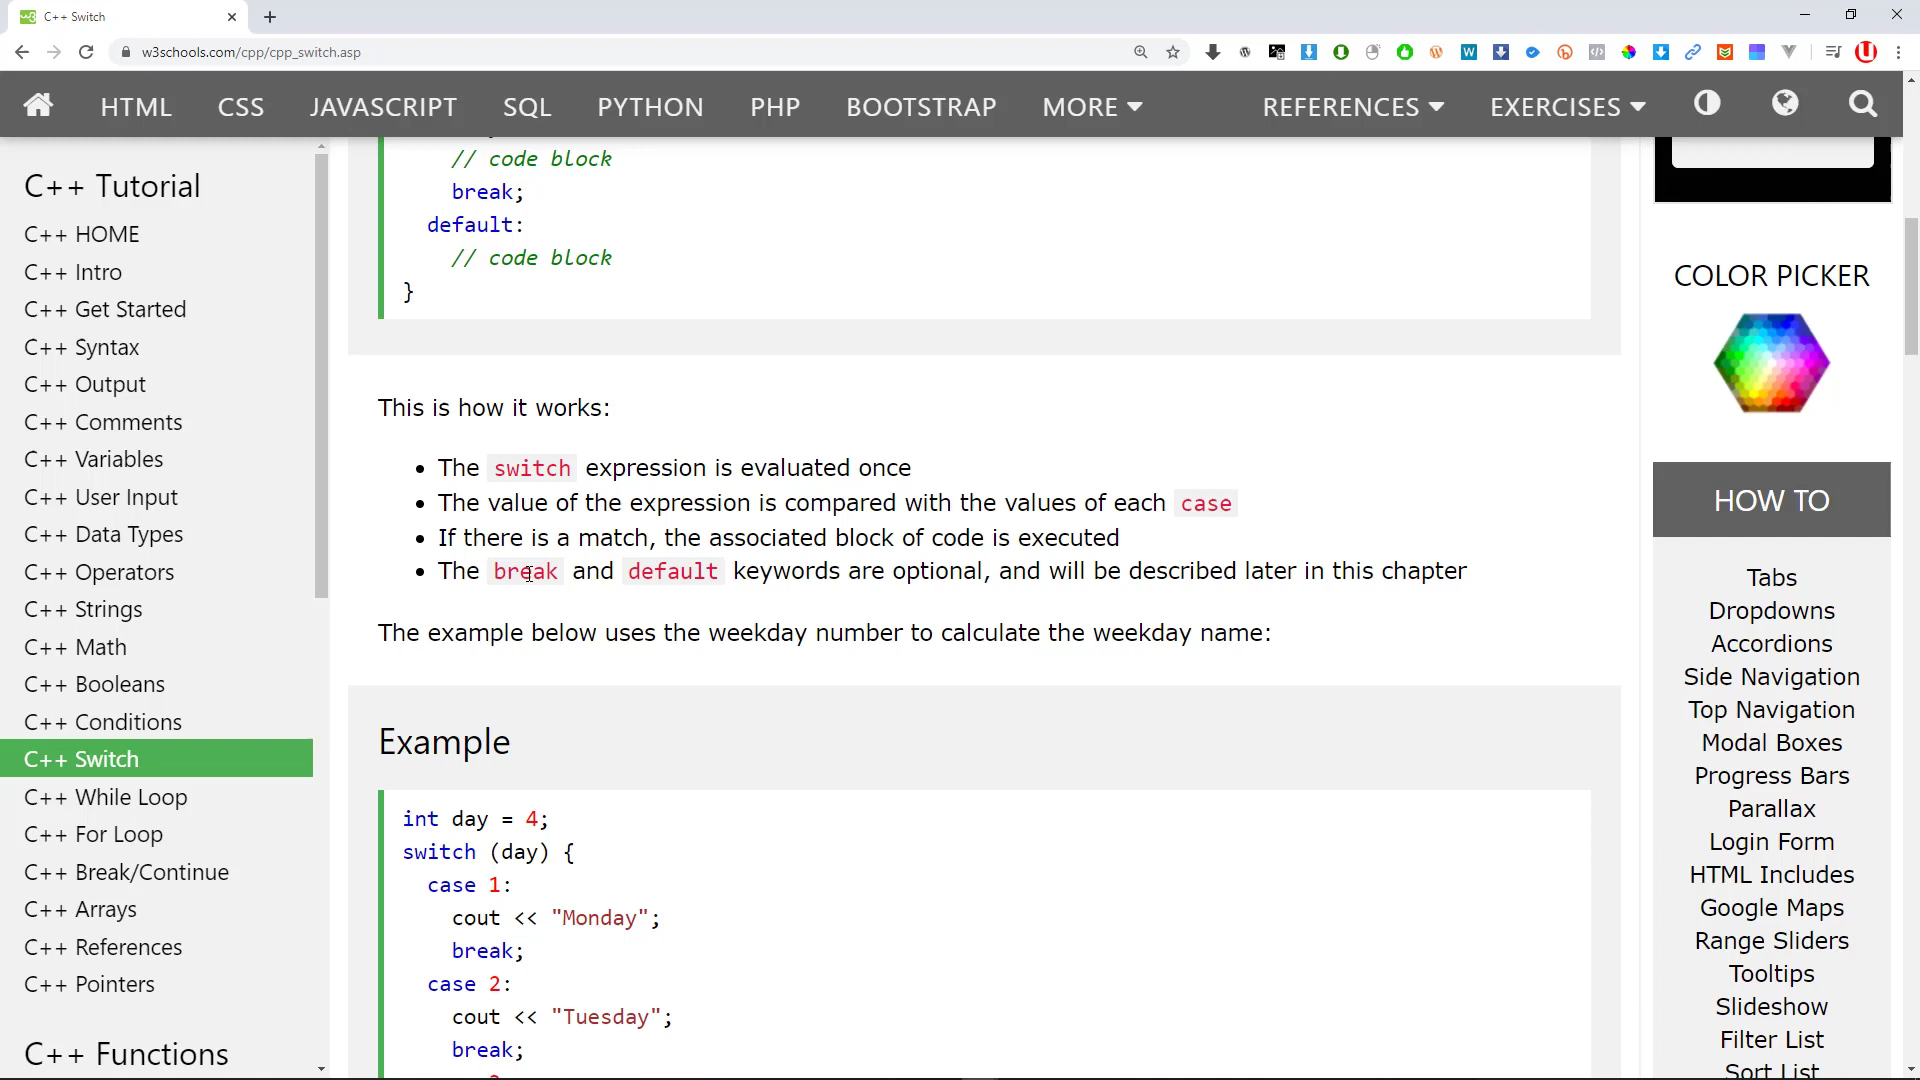 C++ Switch
w3schools.com/cpp/cpp_switch.asp
HTML CSS JAVASCRIPT SQL PYTHON PHP BOOTSTRAP MORE REFERENCES EXERCISES
C++ Tutorial
C++ HOME
C++ Intro
C++ Get Started
C++ Syntax
C++ Output
C++ Comments
C++ Variables
C++ User Input
C++ Data Types
C++ Operators
C++ Strings
C++ Math
C++ Booleans
C++ Conditions
C++ Switch
C++ While Loop
C++ For Loop
C++ Break/Continue
C++ Arrays
C++ References
C++ Pointers
C++ Functions
// code block
break;
default:
// code block
}
This is how it works:
• The switch expression is evaluated once
• The value of the expression is compared with the values of each case
• If there is a match, the associated block of code is executed
• The break and default keywords are optional, and will be described later in this chapter
The example below uses the weekday number to calculate the weekday name:
Example
int day = 4;
switch (day) {
case 1:
cout << "Monday";
break;
case 2:
cout << "Tuesday";
break;
COLOR PICKER
HOW TO
Tabs
Dropdowns
Accordions
Side Navigation
Top Navigation
Modal Boxes
Progress Bars
Parallax
Login Form
HTML Includes
Google Maps
Range Sliders
Tooltips
Slideshow
Filter List
Sort List